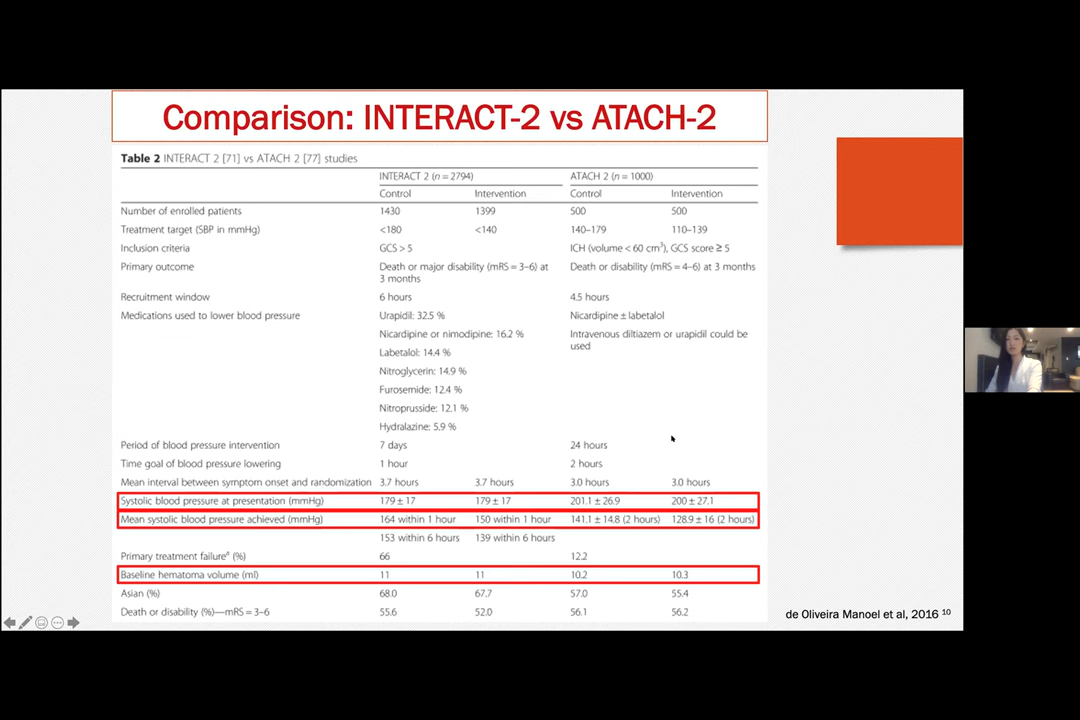 Comparison: INTERACT-2 vs ATACH-2
Table 2 INTERACT 2 [71] vs ATACH 2 [77] studies
INTERACT 2 (n = 2794) ATACH 2 (n = 1000)
Control Intervention Control Intervention
Number of enrolled patients 1430 1399 500 500
Treatment target (SBP in mmHg) <180 <140 140–179 110–139
Inclusion criteria GCS > 5 ICH (volume < 60 cm³), GCS score ≥ 5
Primary outcome Death or major disability (mRS = 3–6) at Death or disability (mRS = 4–6) at 3 months
3 months
Recruitment window 6 hours 4.5 hours
Medications used to lower blood pressure Urapidil: 32.5 % Nicardipine ± labetalol
Nicardipine or nimodipine: 16.2 % Intravenous diltiazem or urapidil could be
used
Labetalol: 14.4 %
Nitroglycerin: 14.9 %
Furosemide: 12.4 %
Nitroprusside: 12.1 %
Hydralazine: 5.9 %
Period of blood pressure intervention 7 days 24 hours
Time goal of blood pressure lowering 1 hour 2 hours
Mean interval between symptom onset and randomization 3.7 hours 3.7 hours 3.0 hours 3.0 hours
Systolic blood pressure at presentation (mmHg) 179 ± 17 179 ± 17 201.1 ± 26.9 200 ± 27.1
Mean systolic blood pressure achieved (mmHg) 164 within 1 hour 150 within 1 hour 141.1 ± 14.8 (2 hours) 128.9 ± 16 (2 hours)
153 within 6 hours 139 within 6 hours
Primary treatment failureª (%) 66 12.2
Baseline hematoma volume (ml) 11 11 10.2 10.3
Asian (%) 68.0 67.7 57.0 55.4
Death or disability (%)—mRS = 3–6 55.6 52.0 56.1 56.2
de Oliveira Manoel et al, 2016 ¹⁰